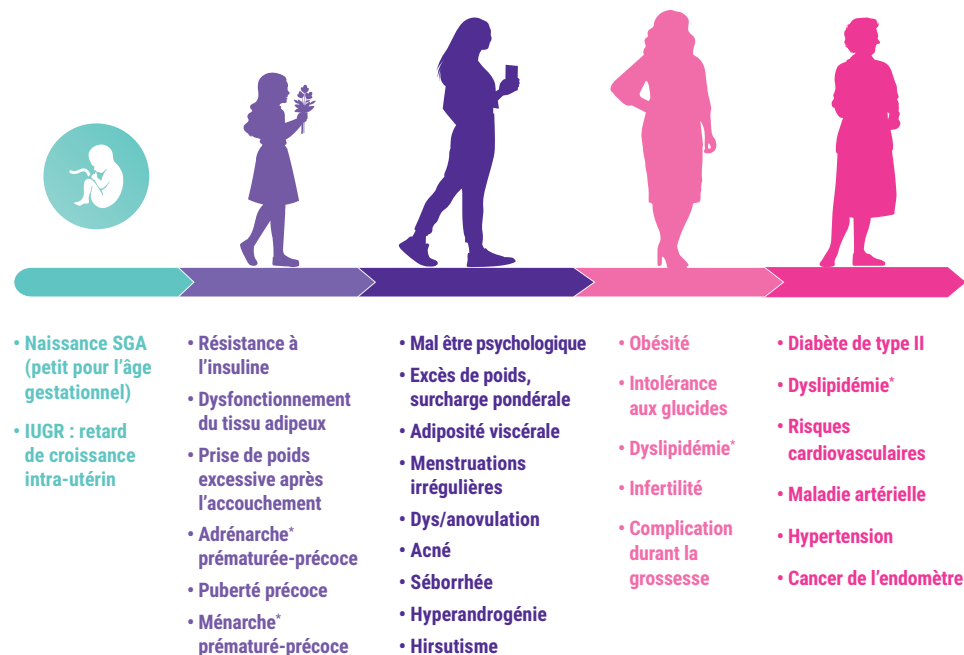 • Naissance SGA
(petit pour l'âge
gestationnel)
• IUGR : retard
de croissance
intra-utérin
• Résistance à
l'insuline
• Dysfonctionnement
du tissu adipeux
• Prise de poids
excessive après
l'accouchement
• Adrénarche*
prématurée-précoce
• Puberté précoce
• Ménarche*
prématuré-précoce
• Mal être psychologique
• Excès de poids,
surcharge pondérale
• Adiposité viscérale
• Menstruations
irrégulières
• Dys/anovulation
• Acné
• Séborrhée
• Hyperandrogénie
• Hirsutisme
• Obésité
• Intolérance
aux glucides
• Dyslipidémie*
• Infertilité
• Complication
durant la
grossesse
• Diabète de type II
• Dyslipidémie*
• Risques
cardiovasculaires
• Maladie artérielle
• Hypertension
• Cancer de l'endomètre